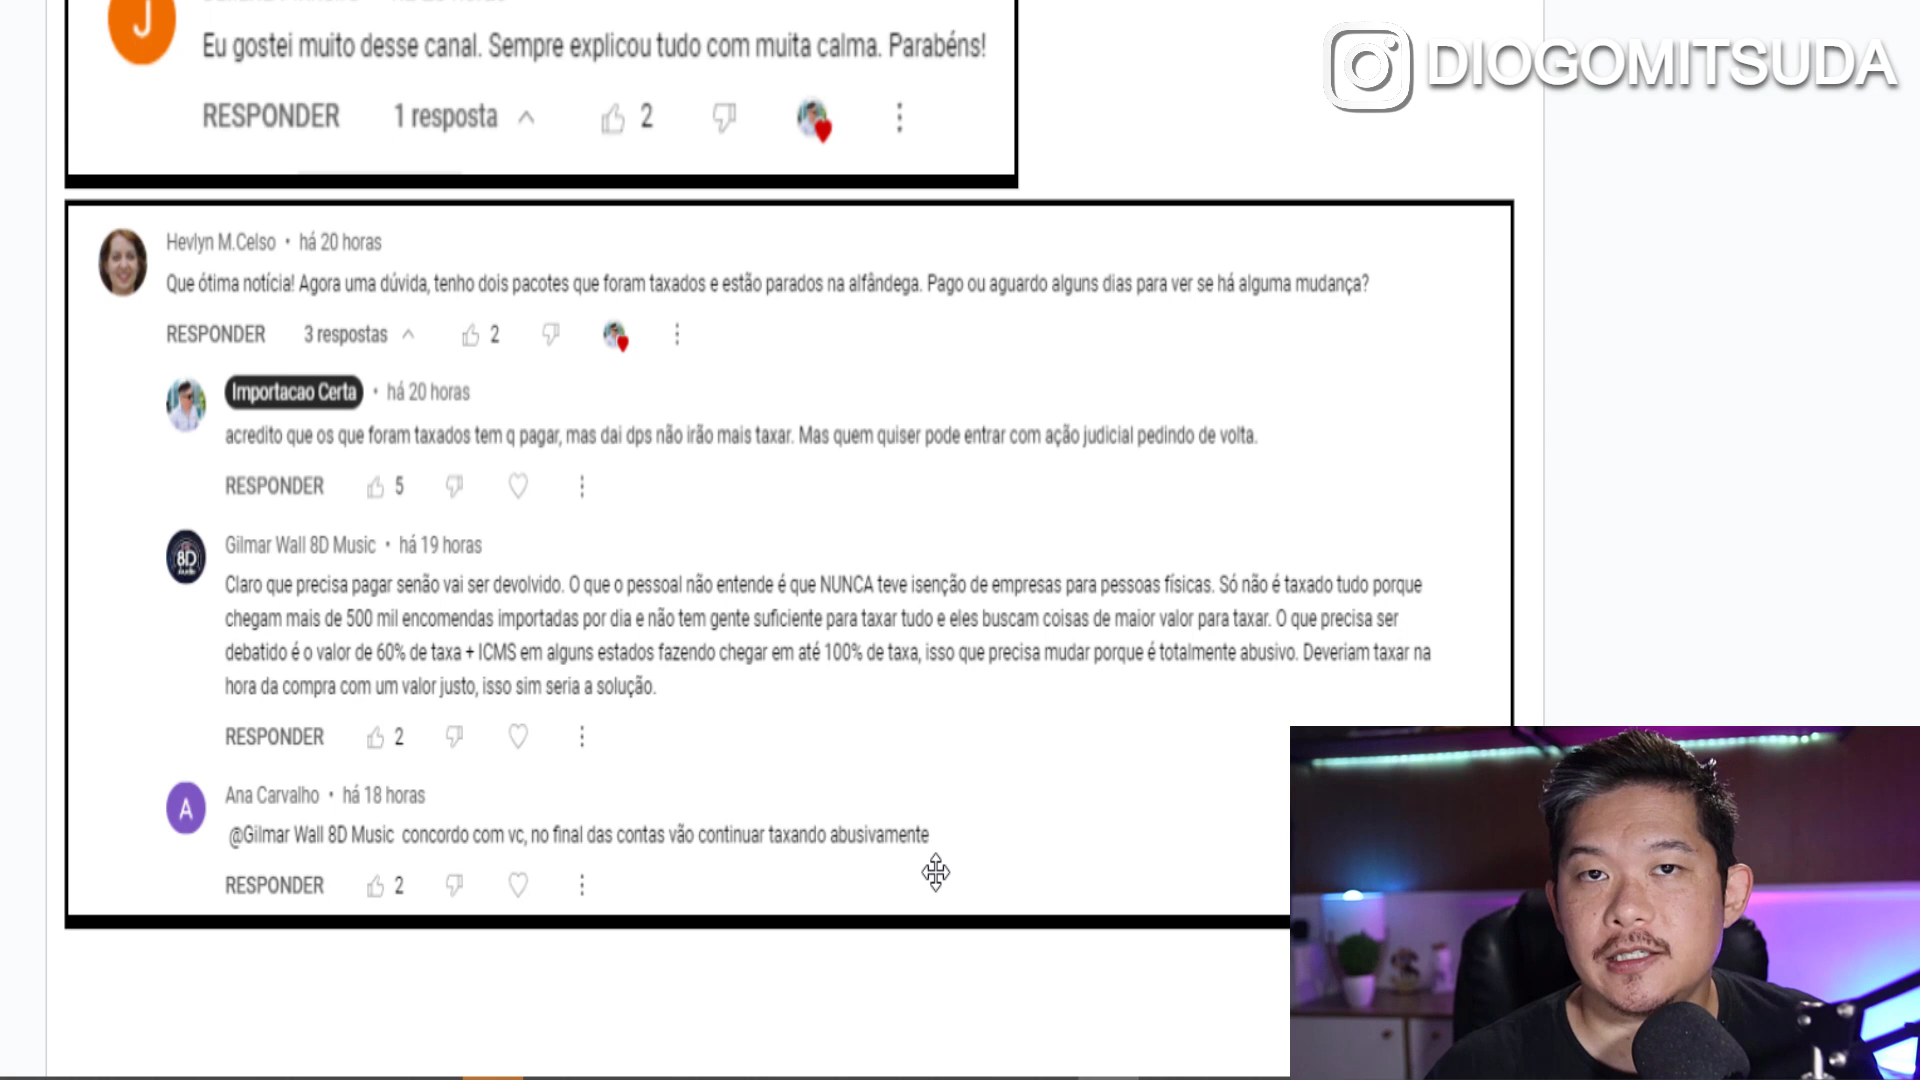 DIOGOMITSUDA
Eu gostei muito desse canal. Sempre explicou tudo com muita calma. Parabéns!
RESPONDER 1 resposta 2
Hevlyn M.Celso • há 20 horas
Que ótima notícia! Agora uma dúvida, tenho dois pacotes que foram taxados e estão parados na alfândega. Pago ou aguardo alguns dias para ver se há alguma mudança?
RESPONDER 3 respostas 2
Importacao Certa • há 20 horas
acredito que os que foram taxados tem q pagar, mas dai dps não irão mais taxar. Mas quem quiser pode entrar com ação judicial pedindo de volta.
RESPONDER 5
8D
Gilmar Wall 8D Music • há 19 horas
Claro que precisa pagar senão vai ser devolvido. O que o pessoal não entende é que NUNCA teve isenção de empresas para pessoas físicas. Só não é taxado tudo porque
chegam mais de 500 mil encomendas importadas por dia e não tem gente suficiente para taxar tudo e eles buscam coisas de maior valor para taxar. O que precisa ser
debatido é o valor de 60% de taxa + ICMS em alguns estados fazendo chegar em até 100% de taxa, isso que precisa mudar porque é totalmente abusivo. Deveriam taxar na
hora da compra com um valor justo, isso sim seria a solução.
RESPONDER 2
A
Ana Carvalho • há 18 horas
@Gilmar Wall 8D Music concordo com vc, no final das contas vão continuar taxando abusivamente
RESPONDER 2